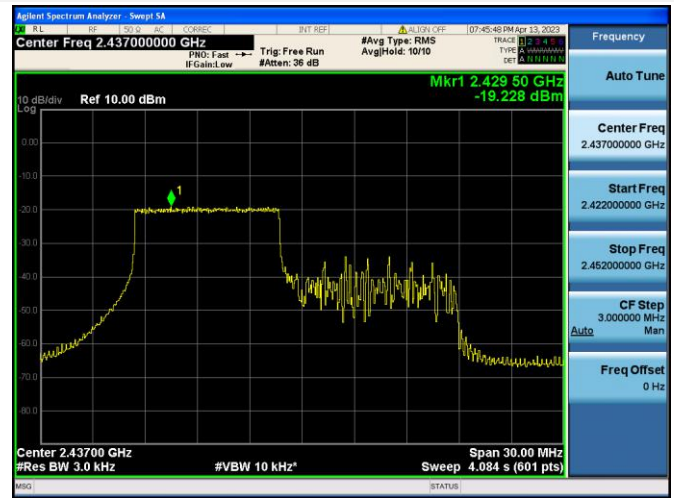 Agilent Spectrum Analyzer - Swept SA
RL RF 50 Ω AC CORREC INT REF ALIGN OFF 07:45:48 PM Apr 13, 2023
Center Freq 2.437000000 GHz
PNO: Fast
IFGain:Low
Trig: Free Run
#Atten: 36 dB
#Avg Type: RMS
Avg|Hold: 10/10
TRACE 1 2 3 4 5 6
TYPE A
DET A N N N N N
Mkr1 2.429 50 GHz
-19.228 dBm
10 dB/div Ref 10.00 dBm
Log
0.00
-10.0
1
-20.0
-30.0
-40.0
-50.0
-60.0
-70.0
-80.0
Center 2.43700 GHz
Span 30.00 MHz
#Res BW 3.0 kHz
#VBW 10 kHz*
Sweep 4.084 s (601 pts)
MSG
STATUS
Frequency
Auto Tune
Center Freq
2.437000000 GHz
Start Freq
2.422000000 GHz
Stop Freq
2.452000000 GHz
CF Step
3.000000 MHz
Auto Man
Freq Offset
0 Hz